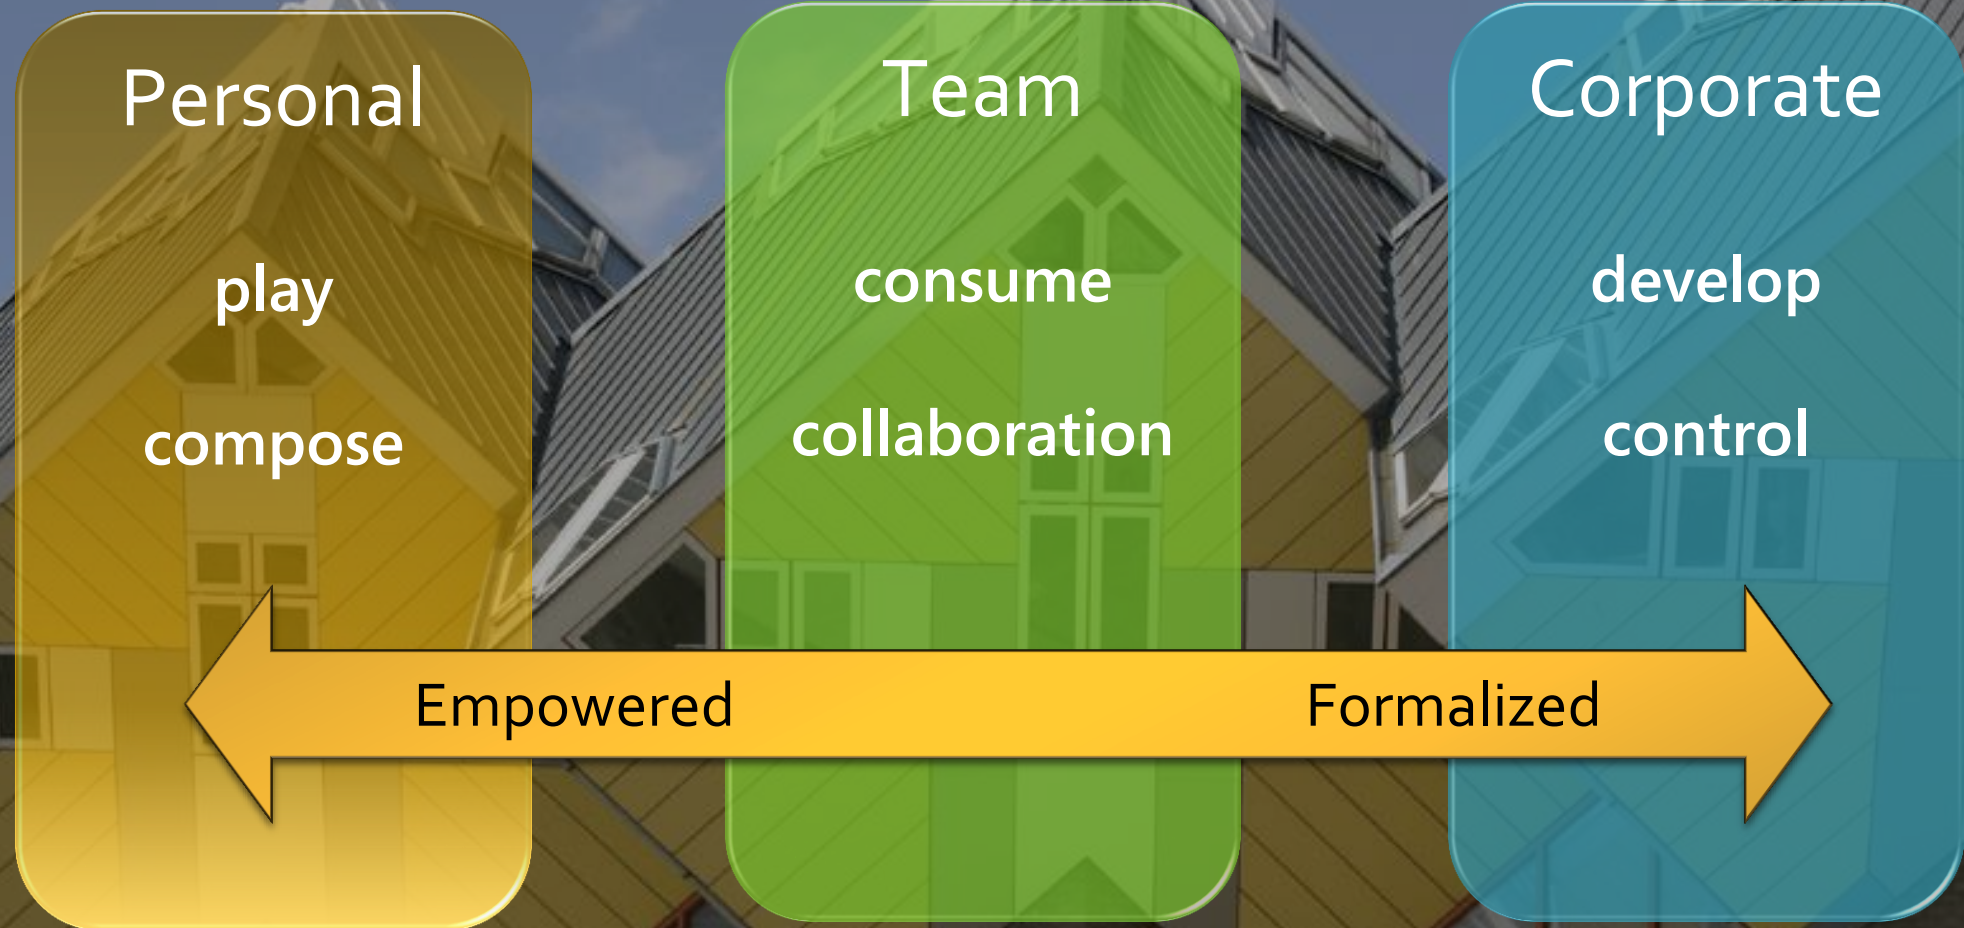 Personal
play
compose
Team
consume
collaboration
Corporate
develop
control
Empowered
Formalized